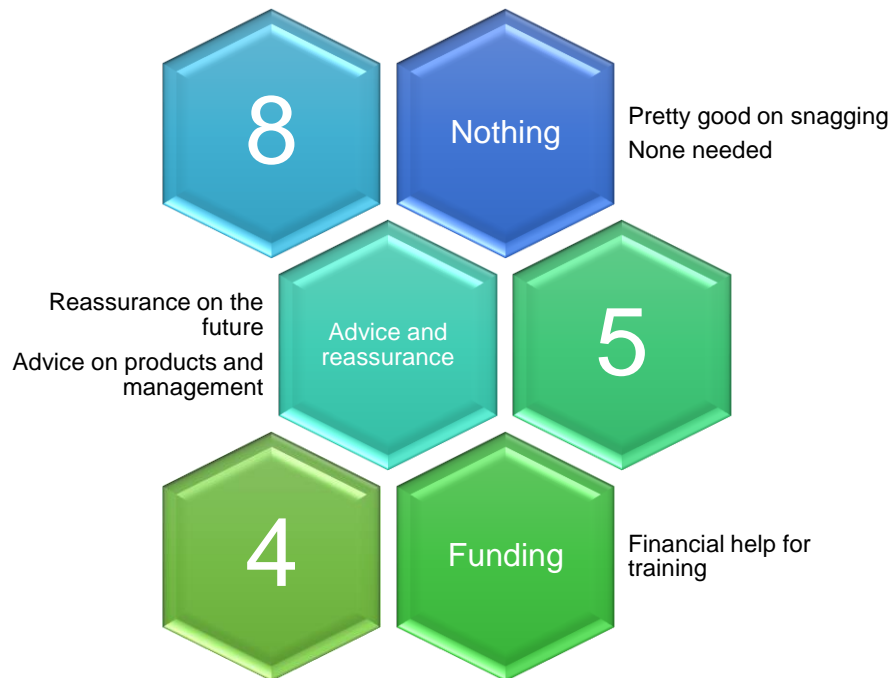 8
Nothing
Pretty good on snagging
None needed
Reassurance on the
future
Advice on products and
management
Advice and
reassurance
5
4
Funding
Financial help for
training